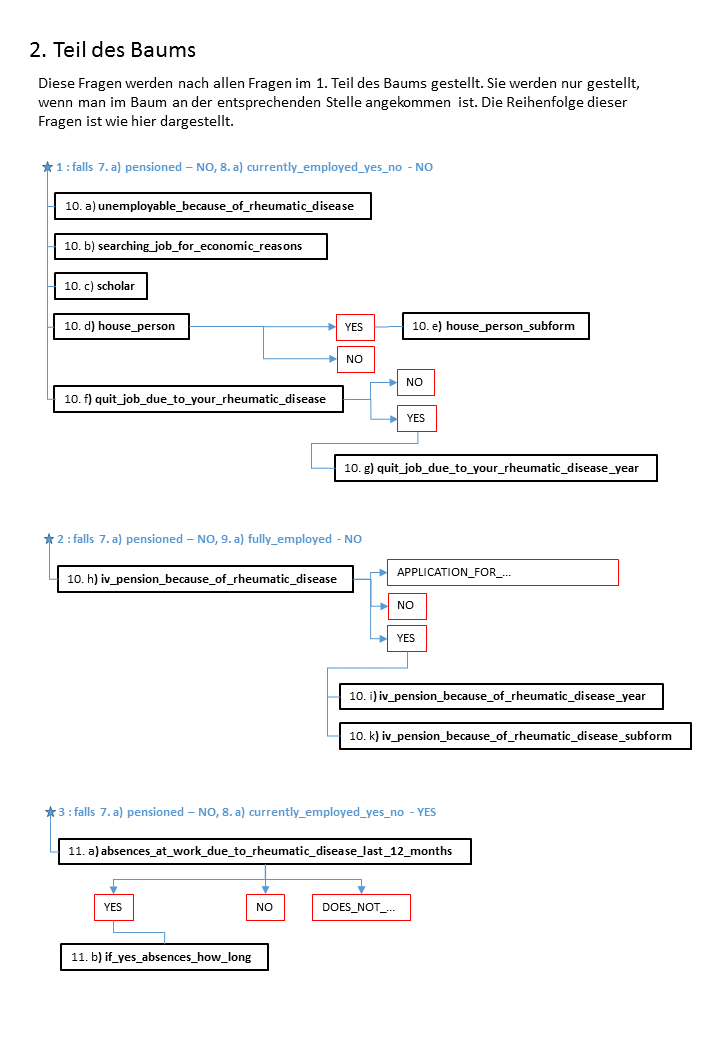 2. Teil des Baums
Diese Fragen werden nach allen Fragen im 1. Teil des Baums gestellt. Sie werden nur gestellt,
wenn man im Baum an der entsprechenden Stelle angekommen ist. Die Reihenfolge dieser
Fragen ist wie hier dargestellt.
1 : falls 7. a) pensioned – NO, 8. a) currently_employed_yes_no - NO
10. a) unemployable_because_of_rheumatic_disease
10. b) searching_job_for_economic_reasons
10. c) scholar
10. d) house_person
YES
10. e) house_person_subform
NO
10. f) quit_job_due_to_your_rheumatic_disease
NO
YES
10. g) quit_job_due_to_your_rheumatic_disease_year
2 : falls 7. a) pensioned – NO, 9. a) fully_employed - NO
10. h) iv_pension_because_of_rheumatic_disease
APPLICATION_FOR_...
NO
YES
10. i) iv_pension_because_of_rheumatic_disease_year
10. k) iv_pension_because_of_rheumatic_disease_subform
3 : falls 7. a) pensioned – NO, 8. a) currently_employed_yes_no - YES
11. a) absences_at_work_due_to_rheumatic_disease_last_12_months
YES
NO
DOES_NOT_...
11. b) if_yes_absences_how_long